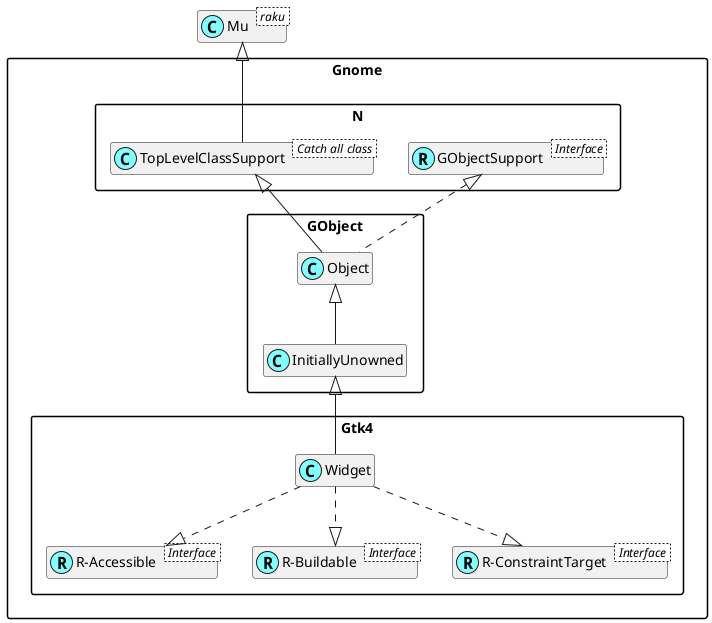 C Mu raku
Gnome
N
C TopLevelClassSupport Catch all class
R GObjectSupport Interface
GObject
C Object
C InitiallyUnowned
Gtk4
C Widget
R R-Accessible Interface
R R-Buildable Interface
R R-ConstraintTarget Interface